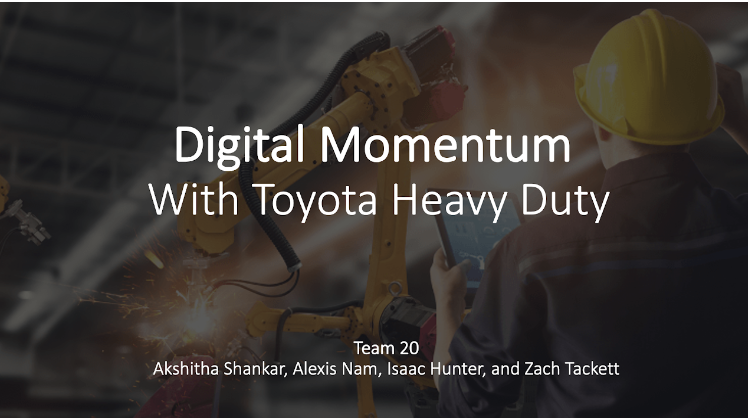 Digital Momentum
With Toyota Heavy Duty
Team 20
Akshitha Shankar, Alexis Nam, Isaac Hunter, and Zach Tackett